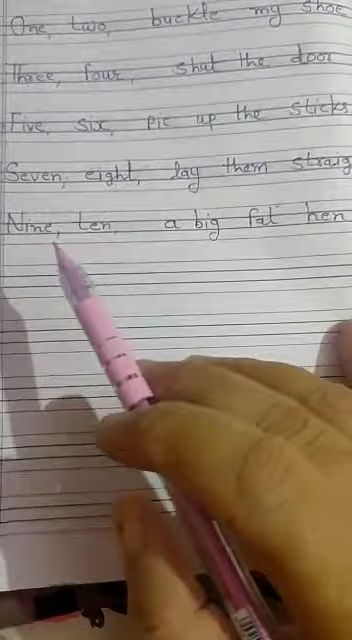 One, two, buckle my shoe
Three, four, shut the door
Five, six, pic up the sticks
Seven, eight, lay them straig
Nine, ten, a big fat hen